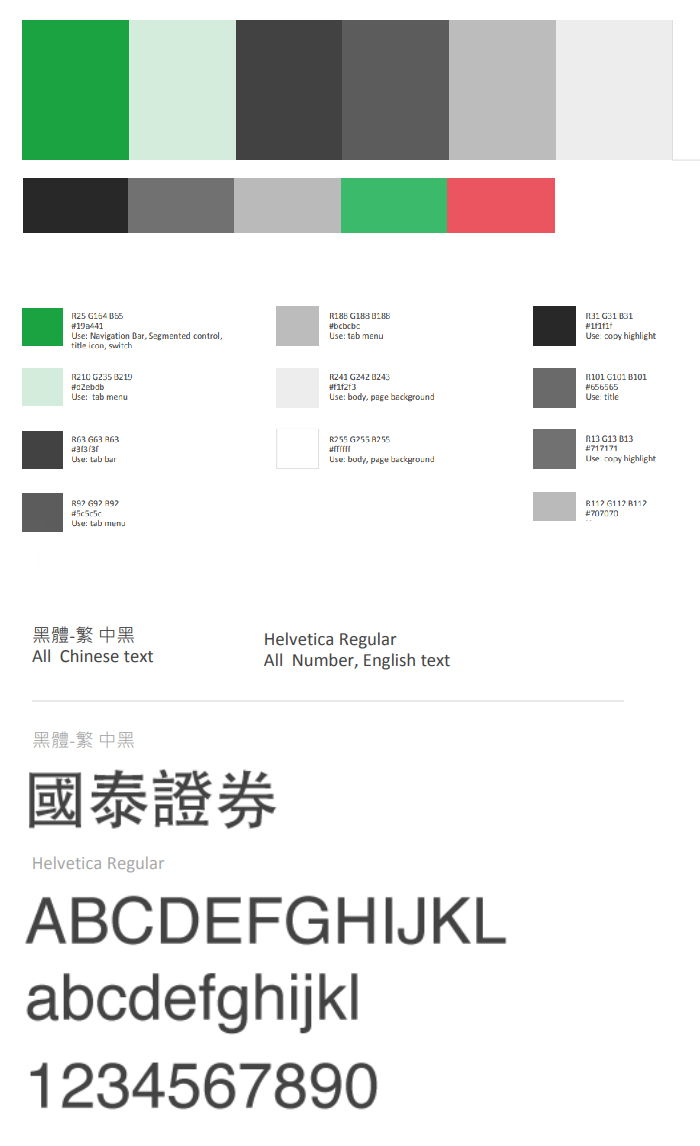 R25 G164 B65
#19a441
Use: Navigation Bar, Segmented control,
title icon, switch
R210 G235 B219
#d2ebdb
Use: tab menu
R63 G63 B63
#3f3f3f
Use: tab bar
R92 G92 B92
#5c5c5c
Use: tab menu
R188 G188 B188
#bcbcbc
Use: tab menu
R241 G242 B243
#f1f2f3
Use: body, page background
R255 G255 B255
#ffffff
Use: body, page background
R31 G31 B31
#1f1f1f
Use: copy highlight
R101 G101 B101
#656565
Use: title
R13 G13 B13
#717171
Use: copy highlight
R112 G112 B112
#707070
黑體-繁 中黑
All Chinese text
Helvetica Regular
All Number, English text
黑體-繁 中黑
國泰證券
Helvetica Regular
ABCDEFGHIJKL
abcdefghijkl
1234567890